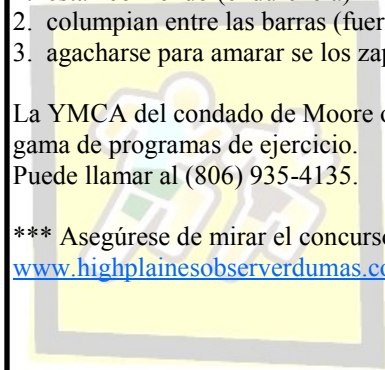 2. columpian entre las barras (fuer
3. agacharse para amarar se los zap
La YMCA del condado de Moore o
gama de programas de ejercicio.
Puede llamar al (806) 935-4135.
*** Asegúrese de mirar el concurso
www.highplainesobserverdumas.co